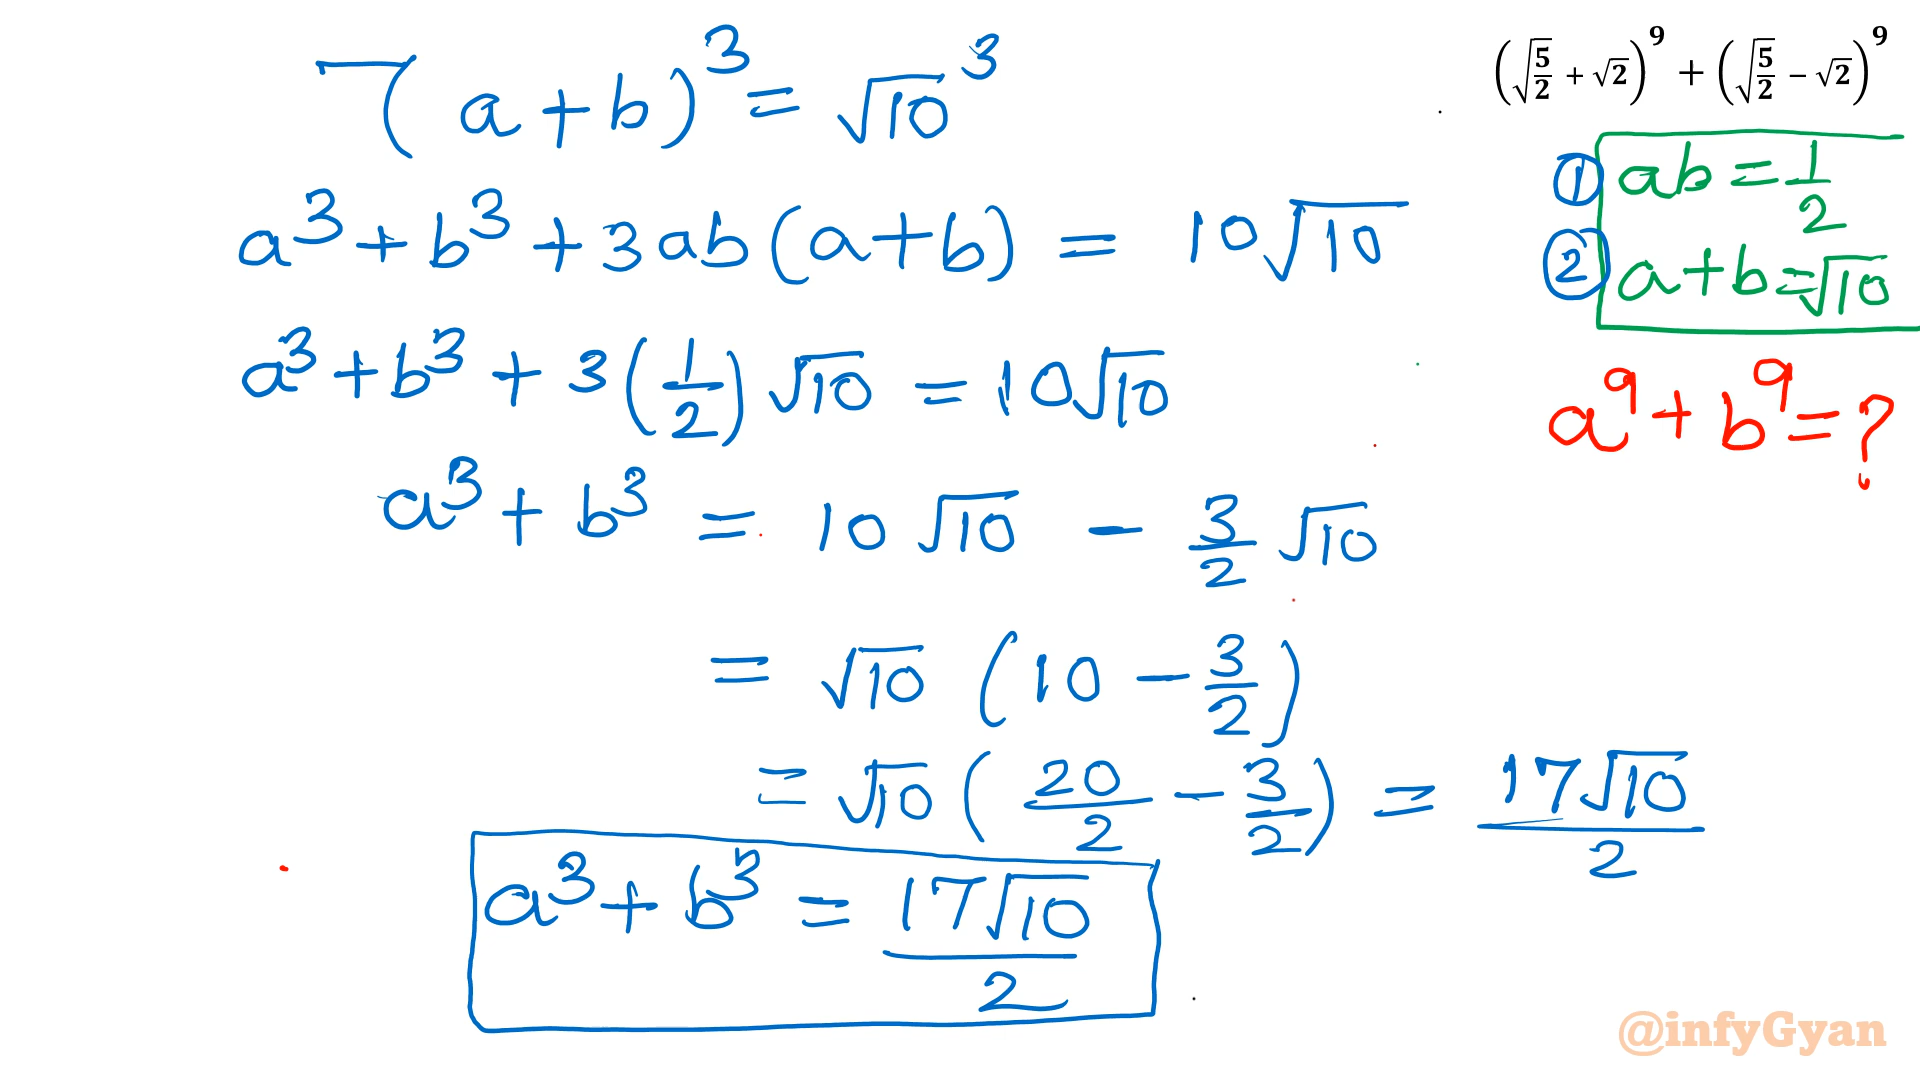 (√(5/2) + √2)^9 + (√(5/2) − √2)^9
① ab = 1/2
② a+b = √10
a^9 + b^9 = ?
(a+b)^3 = √10^3
a^3 + b^3 + 3ab(a+b) = 10√10
a^3 + b^3 + 3(1/2)√10 = 10√10
a^3 + b^3 = 10√10 − 3/2 √10
= √10 (10 − 3/2)
= √10 (20/2 − 3/2) = 17√10/2
a^3 + b^3 = 17√10/2
@infyGyan